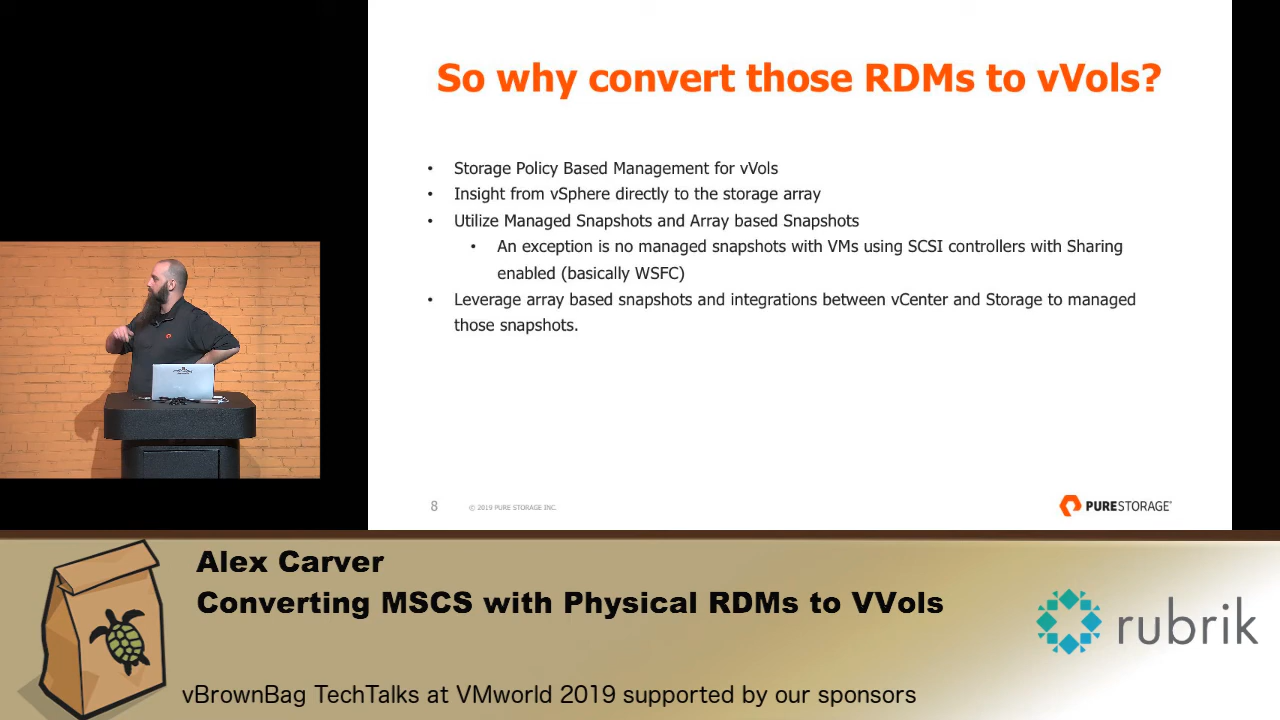 So why convert those RDMs to vVols?
• Storage Policy Based Management for vVols
• Insight from vSphere directly to the storage array
• Utilize Managed Snapshots and Array based Snapshots
• An exception is no managed snapshots with VMs using SCSI controllers with Sharing
enabled (basically WSFC)
• Leverage array based snapshots and integrations between vCenter and Storage to managed
those snapshots.
8
© 2019 PURE STORAGE INC.
PURESTORAGE
Alex Carver
Converting MSCS with Physical RDMs to VVols
rubrik
vBrownBag TechTalks at VMworld 2019 supported by our sponsors